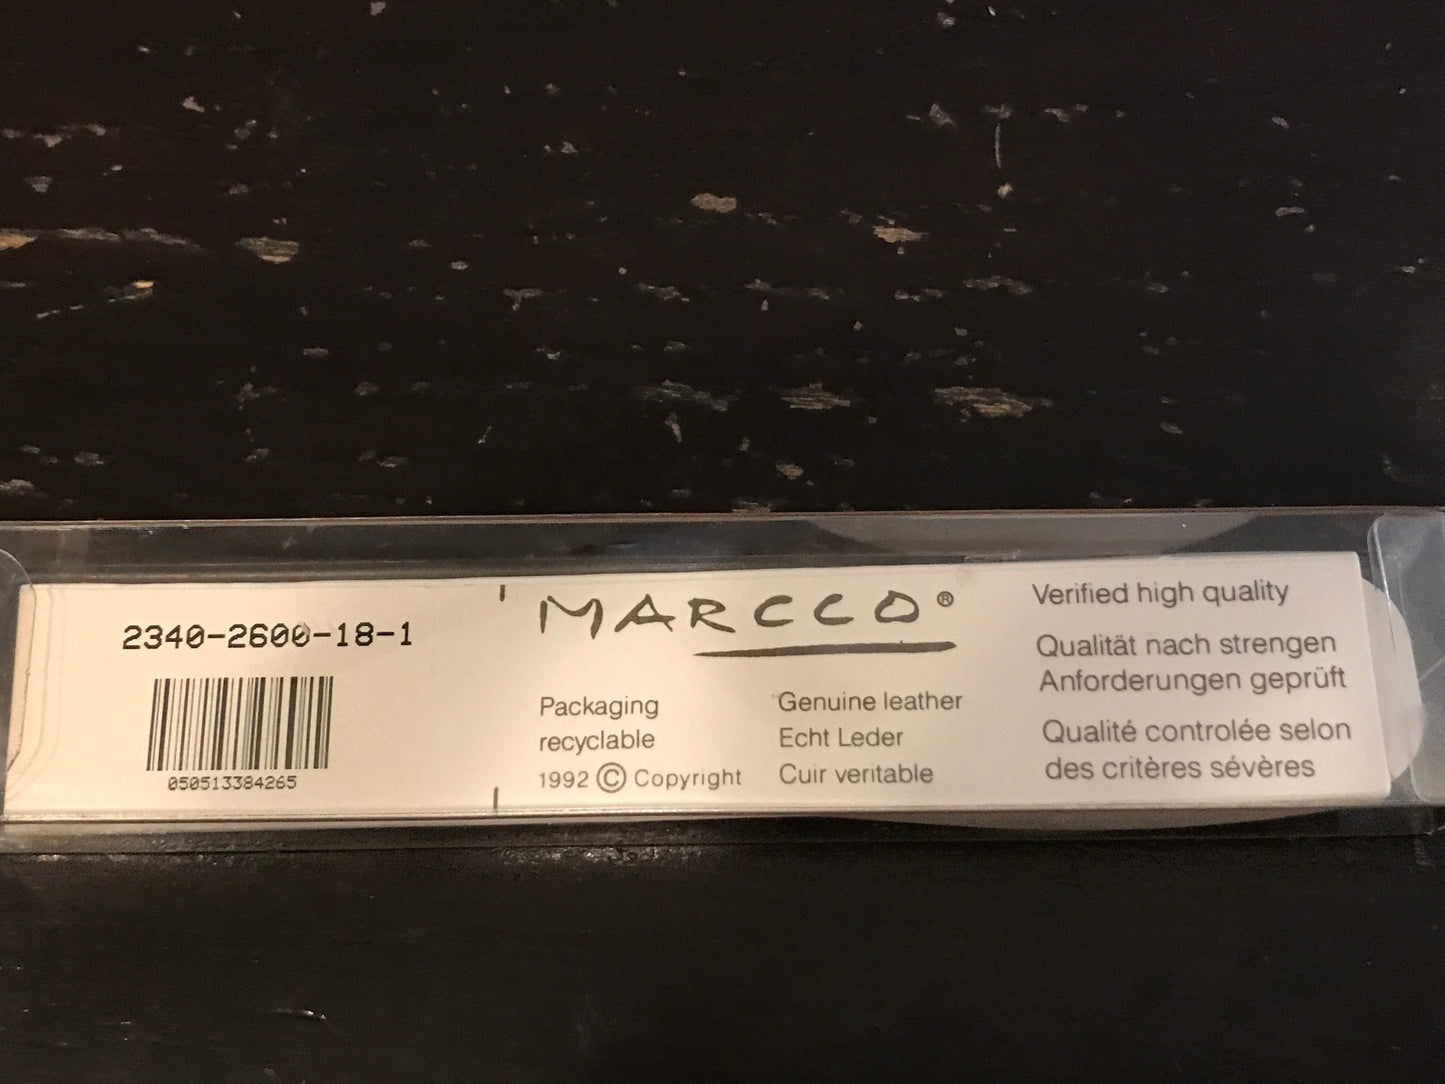 2340-2600-18-1
050513384265
MARCCO®
Packaging
recyclable
1992 © Copyright
Genuine leather
Echt Leder
Cuir veritable
Verified high quality
Qualität nach strengen
Anforderungen geprüft
Qualité controlée selon
des critères sévères